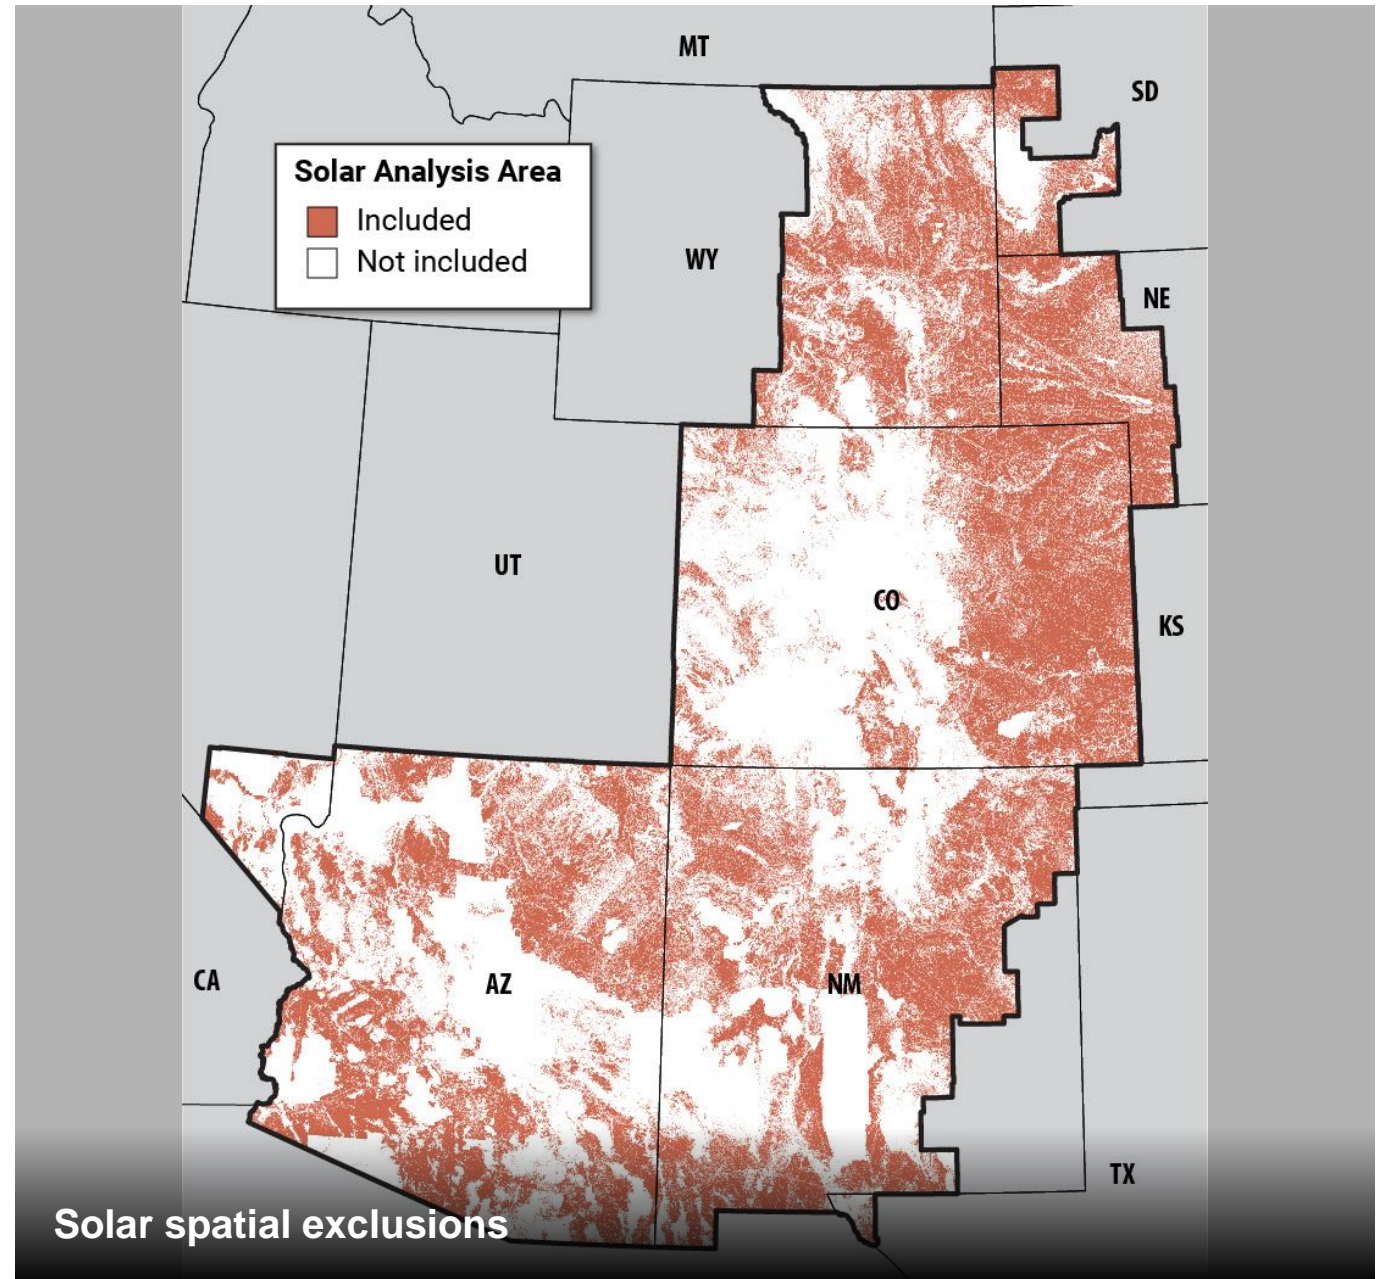 MT
SD
Solar Analysis Area
Included
Not included
WY
NE
UT
CO
KS
CA
AZ
NM
TX
Solar spatial exclusions